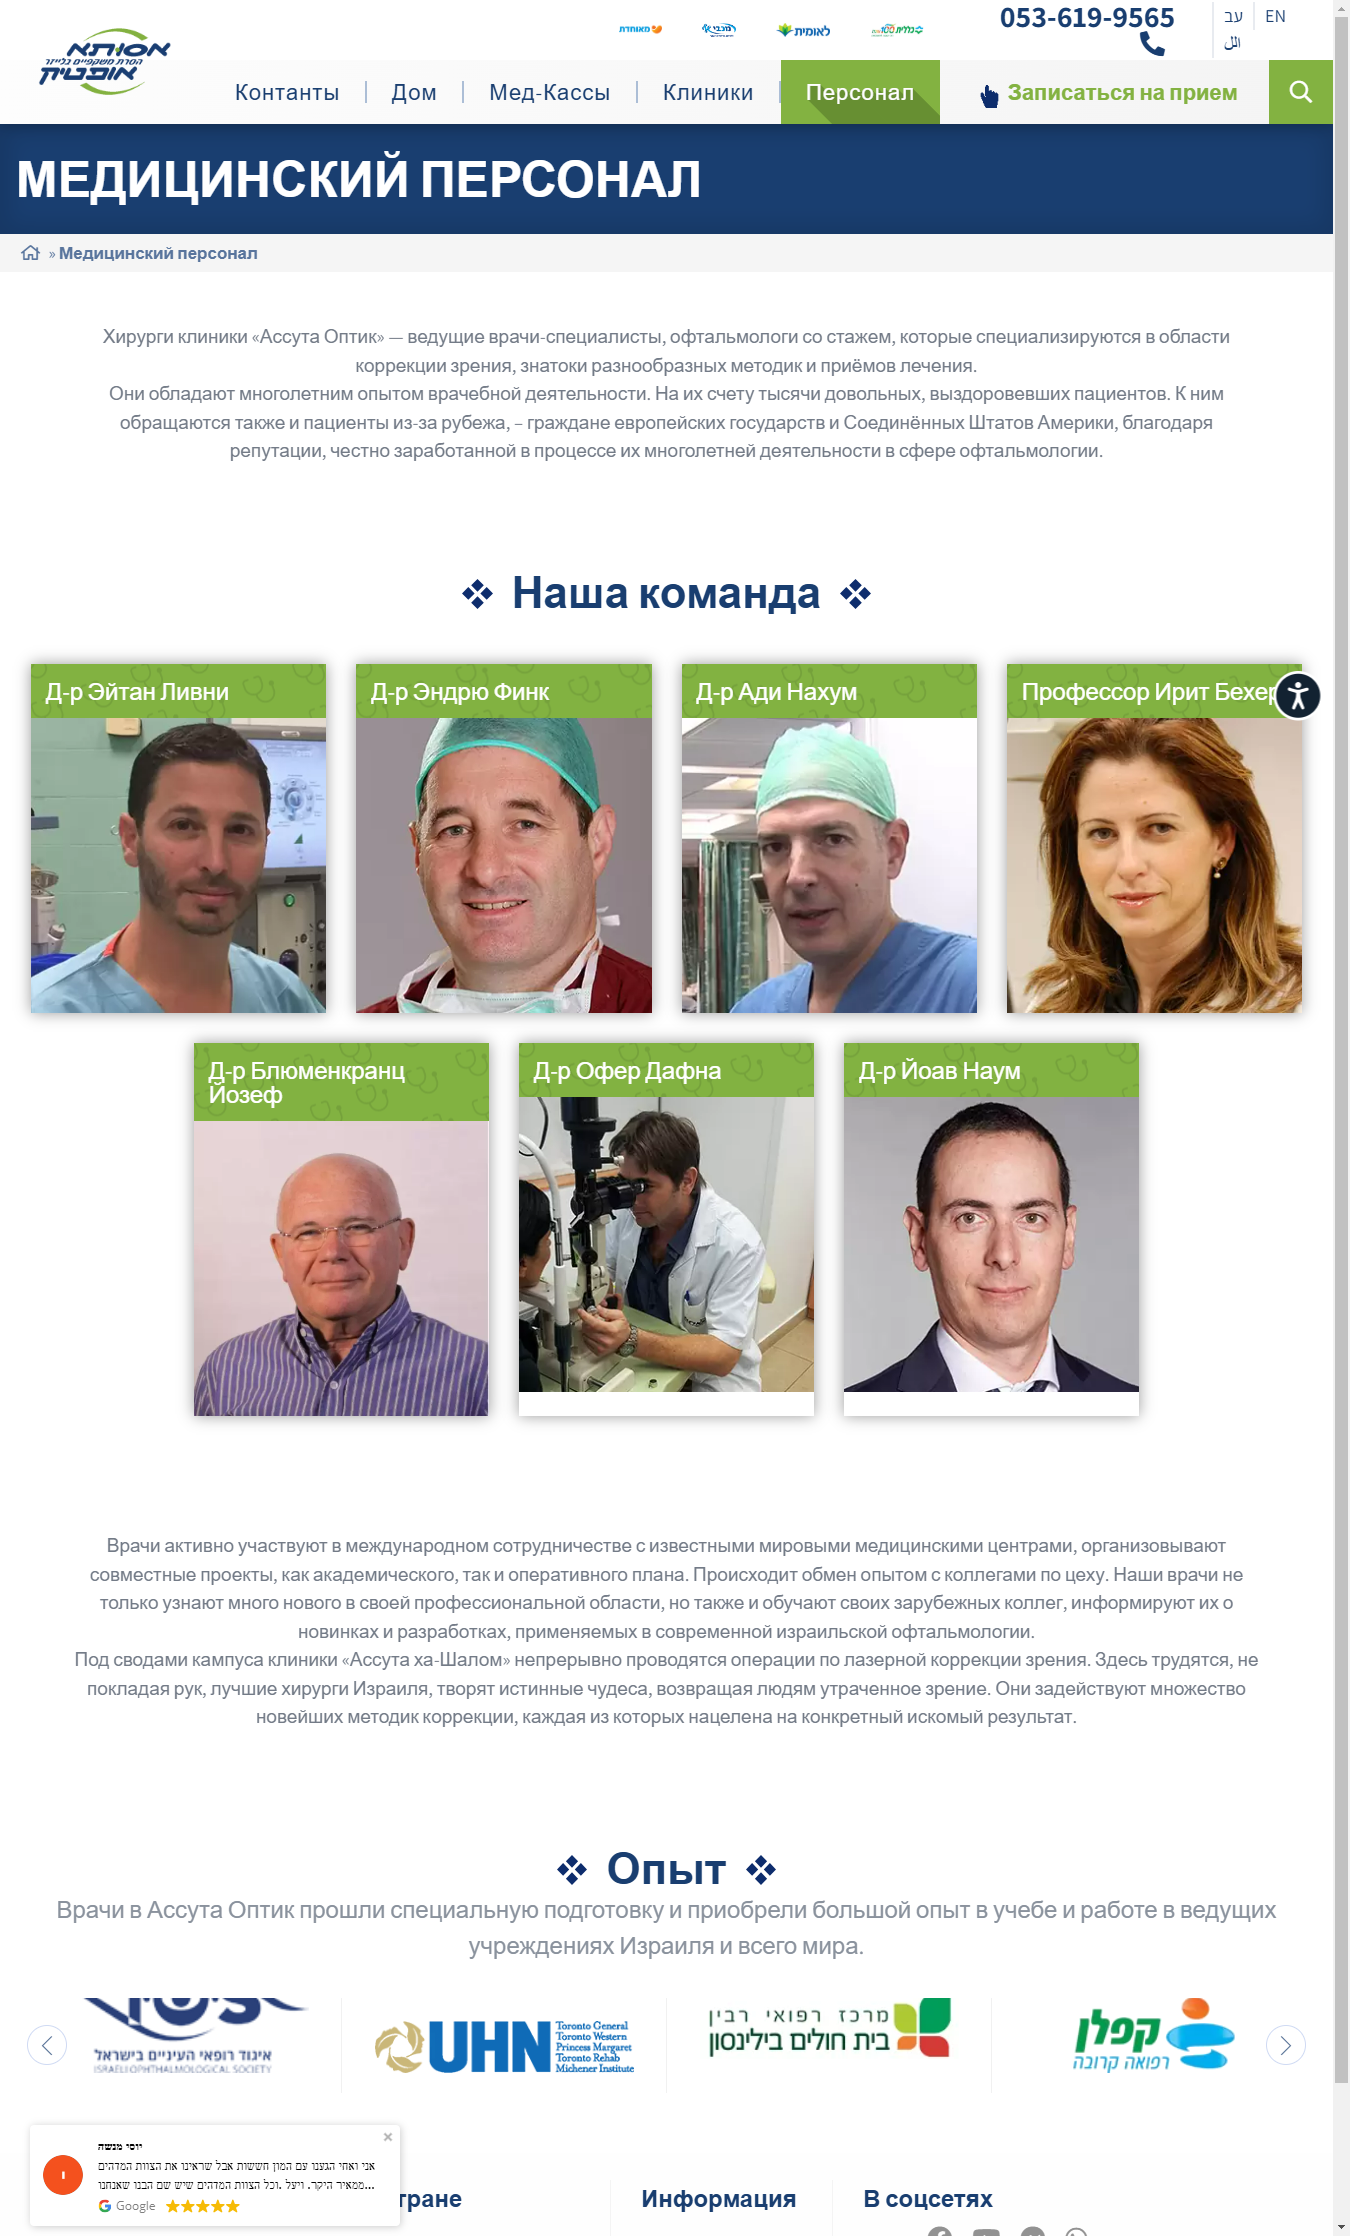 אסותא
הסרת משקפיים בלייזר
אופטיק
מאוחדת
מכבי
לאומית
כללית
053-619-9565
עב
EN
الل
Контанты
Дом
Мед-Кассы
Клиники
Персонал
Записаться на прием
МЕДИЦИНСКИЙ ПЕРСОНАЛ
» Медицинский персонал
Хирурги клиники «Ассута Оптик» — ведущие врачи-специалисты, офтальмологи со стажем, которые специализируются в области
коррекции зрения, знатоки разнообразных методик и приёмов лечения.
Они обладают многолетним опытом врачебной деятельности. На их счету тысячи довольных, выздоровевших пациентов. К ним
обращаются также и пациенты из-за рубежа, – граждане европейских государств и Соединённых Штатов Америки, благодаря
репутации, честно заработанной в процессе их многолетней деятельности в сфере офтальмологии.
Наша команда
Д-р Эйтан Ливни
Д-р Эндрю Финк
Д-р Ади Нахум
Профессор Ирит Бехер
Д-р Блюменкранц
Йозеф
Д-р Офер Дафна
Д-р Йоав Наум
Врачи активно участвуют в международном сотрудничестве с известными мировыми медицинскими центрами, организовывают
совместные проекты, как академического, так и оперативного плана. Происходит обмен опытом с коллегами по цеху. Наши врачи не
только узнают много нового в своей профессиональной области, но также и обучают своих зарубежных коллег, информируют их о
новинках и разработках, применяемых в современной израильской офтальмологии.
Под сводами кампуса клиники «Ассута ха-Шалом» непрерывно проводятся операции по лазерной коррекции зрения. Здесь трудятся, не
покладая рук, лучшие хирурги Израиля, творят истинные чудеса, возвращая людям утраченное зрение. Они задействуют множество
новейших методик коррекции, каждая из которых нацелена на конкретный искомый результат.
Опыт
Врачи в Ассута Оптик прошли специальную подготовку и приобрели большой опыт в учебе и работе в ведущих
учреждениях Израиля и всего мира.
איגוד רופאי העיניים בישראל
ISRAELI OPHTHALMOLOGICAL SOCIETY
UHN
Toronto General
Toronto Western
Princess Margaret
Toronto Rehab
Michener Institute
מרכז רפואי רבין
בית חולים בילינסון
קפלן
רפואה קרובה
יוסי מנשה
אני ואחי הגענו עם המון חששות אבל שראינו את הצוות המדהים
ממאיר היקר. ויעל .וכל הצוות המדהים שיש שם הבנו שאנחנו...
Google
тране
Информация
В соцсетях